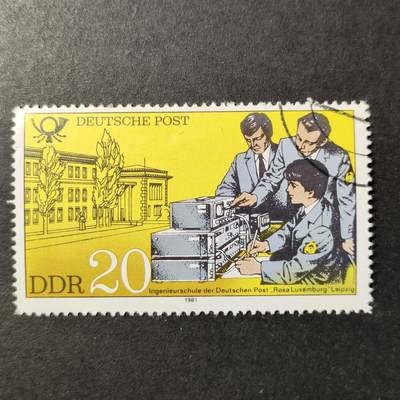 DEUTSCHE POST
DDR 20
Ingenieurschule der Deutschen Post „Rosa Luxemburg" Leipzig
1981